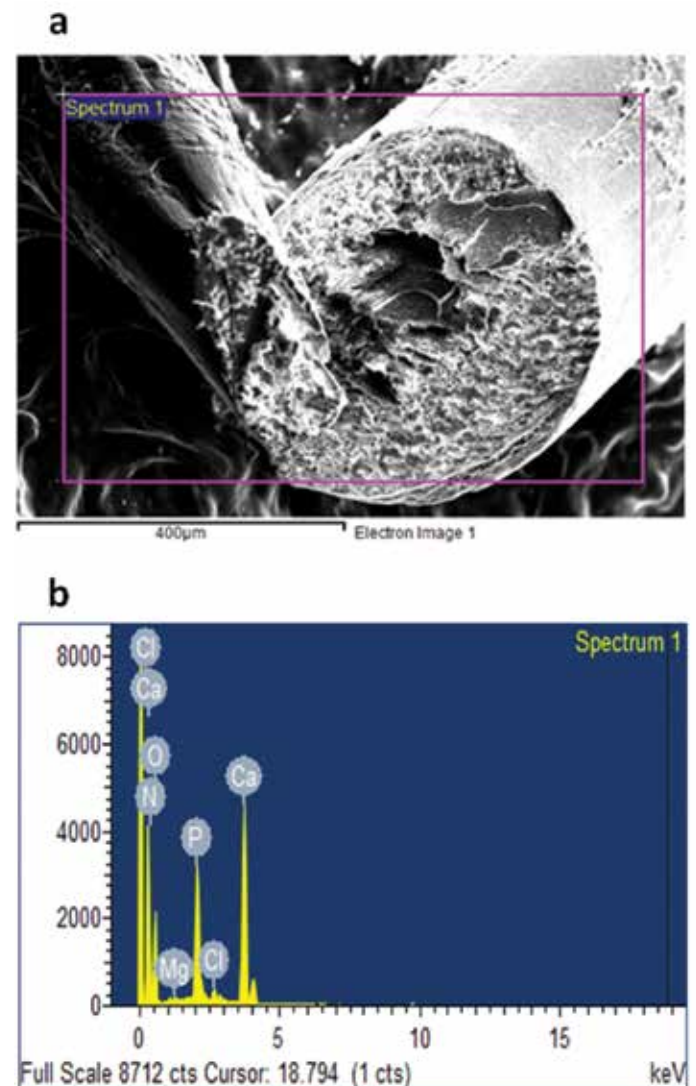 a
Spectrum 1
400μm Electron Image 1
b
Spectrum 1
8000
6000
4000
2000
0
Cl
Ca
O
N
Mg
P
Cl
Ca
0 5 10 15
Full Scale 8712 cts Cursor: 18.794 (1 cts) keV